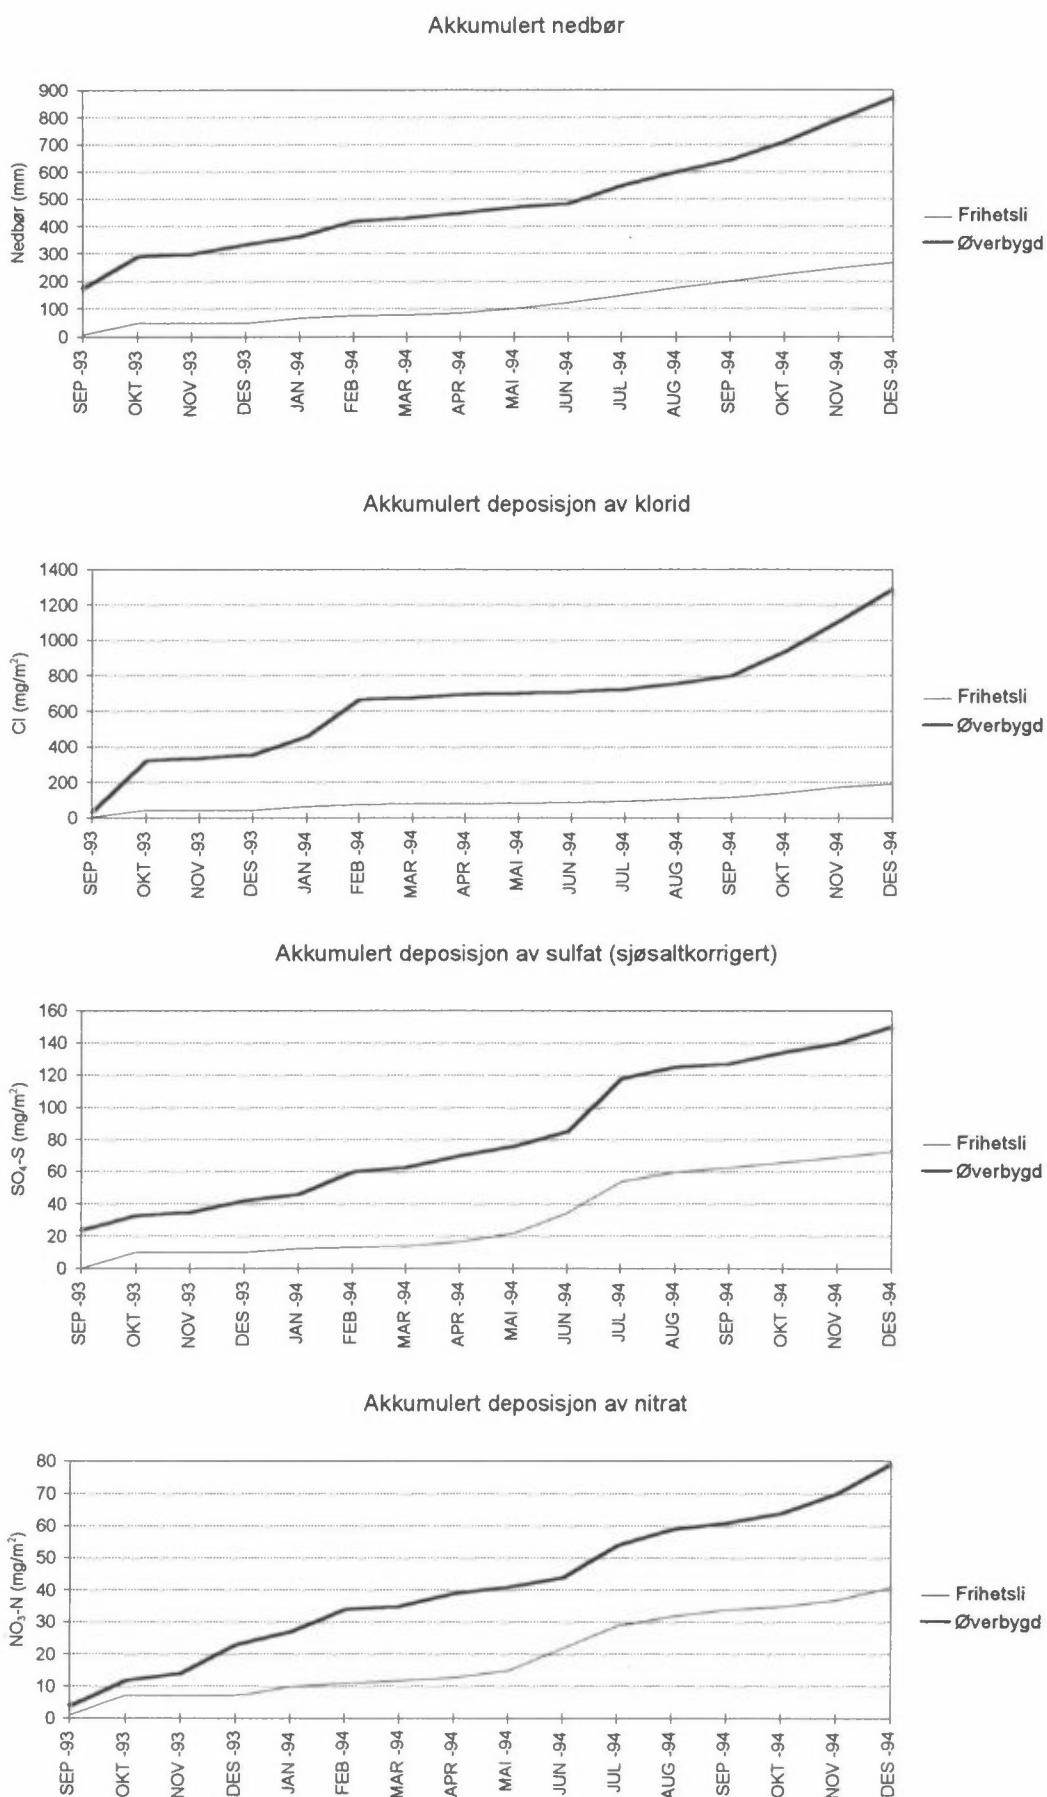 Akkumulert nedbør
900
800
700
600
500
400
300
200
100
0
Nedbør (mm)
SEP -93
OKT -93
NOV -93
DES -93
JAN -94
FEB -94
MAR -94
APR -94
MAI -94
JUN -94
JUL -94
AUG -94
SEP -94
OKT -94
NOV -94
DES -94
Frihetsli
Øverbygd
Akkumulert deposisjon av klorid
1400
1200
1000
800
600
400
200
0
Cl (mg/m²)
SEP -93
OKT -93
NOV -93
DES -93
JAN -94
FEB -94
MAR -94
APR -94
MAI -94
JUN -94
JUL -94
AUG -94
SEP -94
OKT -94
NOV -94
DES -94
Frihetsli
Øverbygd
Akkumulert deposisjon av sulfat (sjøsaltkorrigert)
160
140
120
100
80
60
40
20
0
SO₄-S (mg/m²)
SEP -93
OKT -93
NOV -93
DES -93
JAN -94
FEB -94
MAR -94
APR -94
MAI -94
JUN -94
JUL -94
AUG -94
SEP -94
OKT -94
NOV -94
DES -94
Frihetsli
Øverbygd
Akkumulert deposisjon av nitrat
80
70
60
50
40
30
20
10
0
NO₃-N (mg/m²)
SEP -93
OKT -93
NOV -93
DES -93
JAN -94
FEB -94
MAR -94
APR -94
MAI -94
JUN -94
JUL -94
AUG -94
SEP -94
OKT -94
NOV -94
DES -94
Frihetsli
Øverbygd